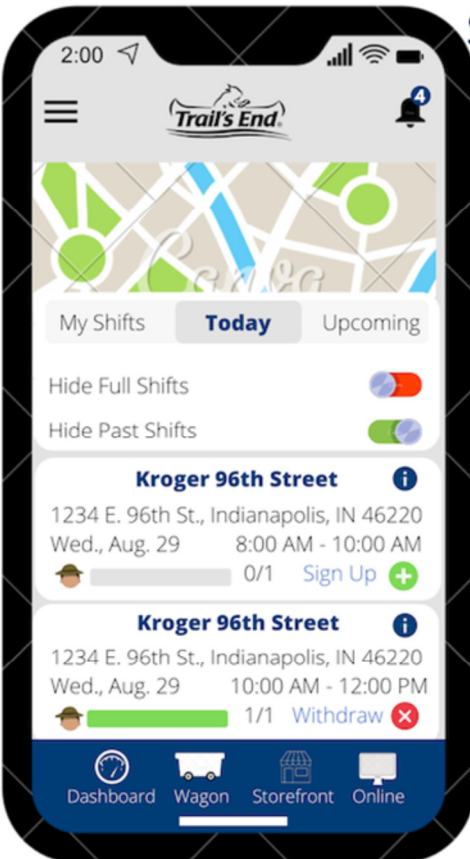 2:00
4
Trail's End®
Canva
My Shifts Today Upcoming
Hide Full Shifts
Hide Past Shifts
Kroger 96th Street i
1234 E. 96th St., Indianapolis, IN 46220
Wed., Aug. 29 8:00 AM - 10:00 AM
0/1 Sign Up
Kroger 96th Street i
1234 E. 96th St., Indianapolis, IN 46220
Wed., Aug. 29 10:00 AM - 12:00 PM
1/1 Withdraw
Dashboard Wagon Storefront Online